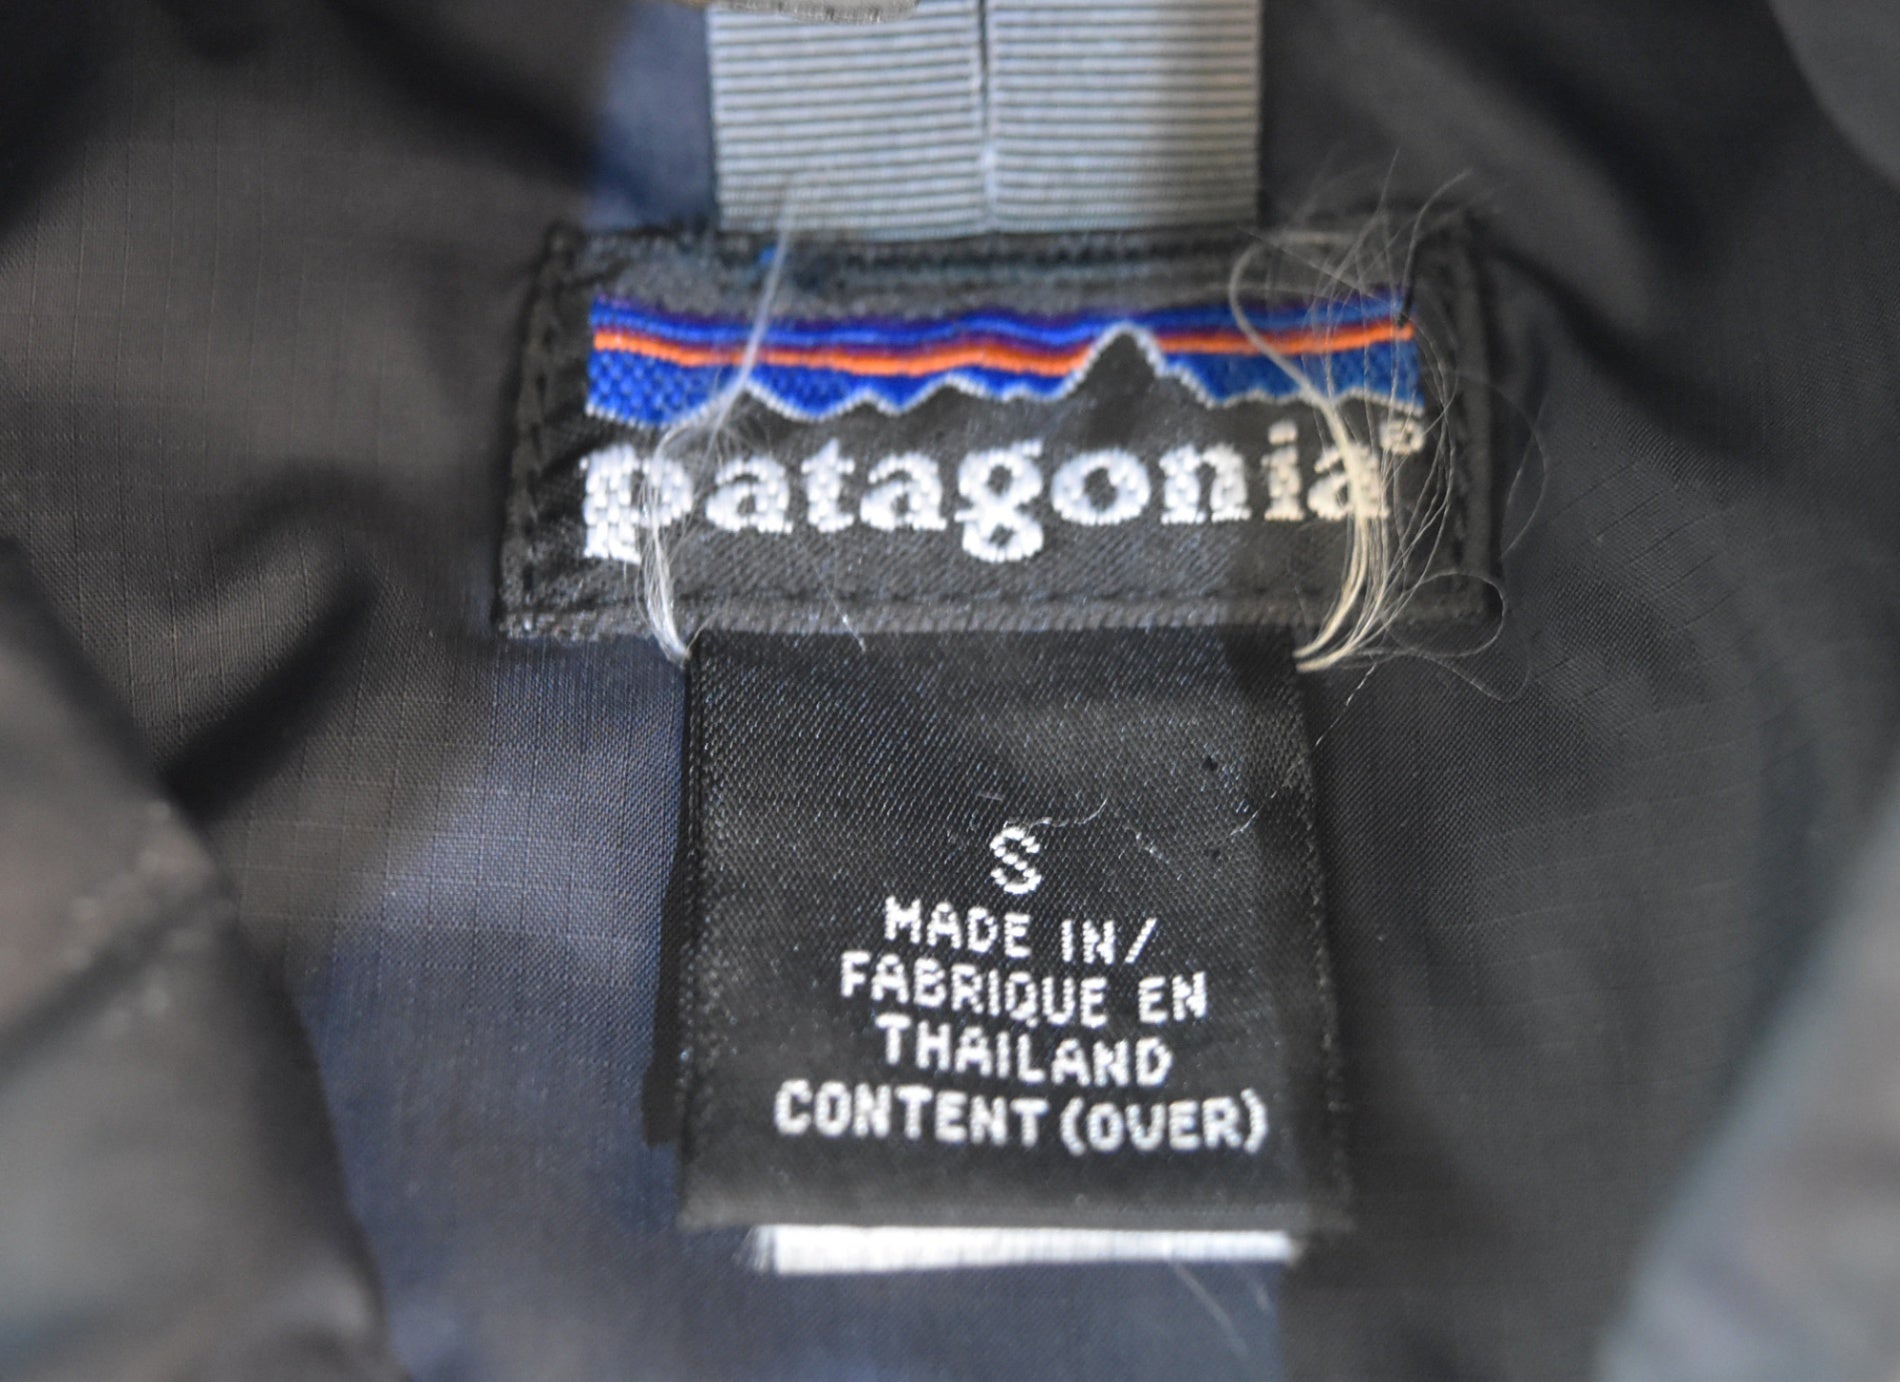 patagonia®
S
MADE IN/
FABRIQUE EN
THAILAND
CONTENT (OVER)